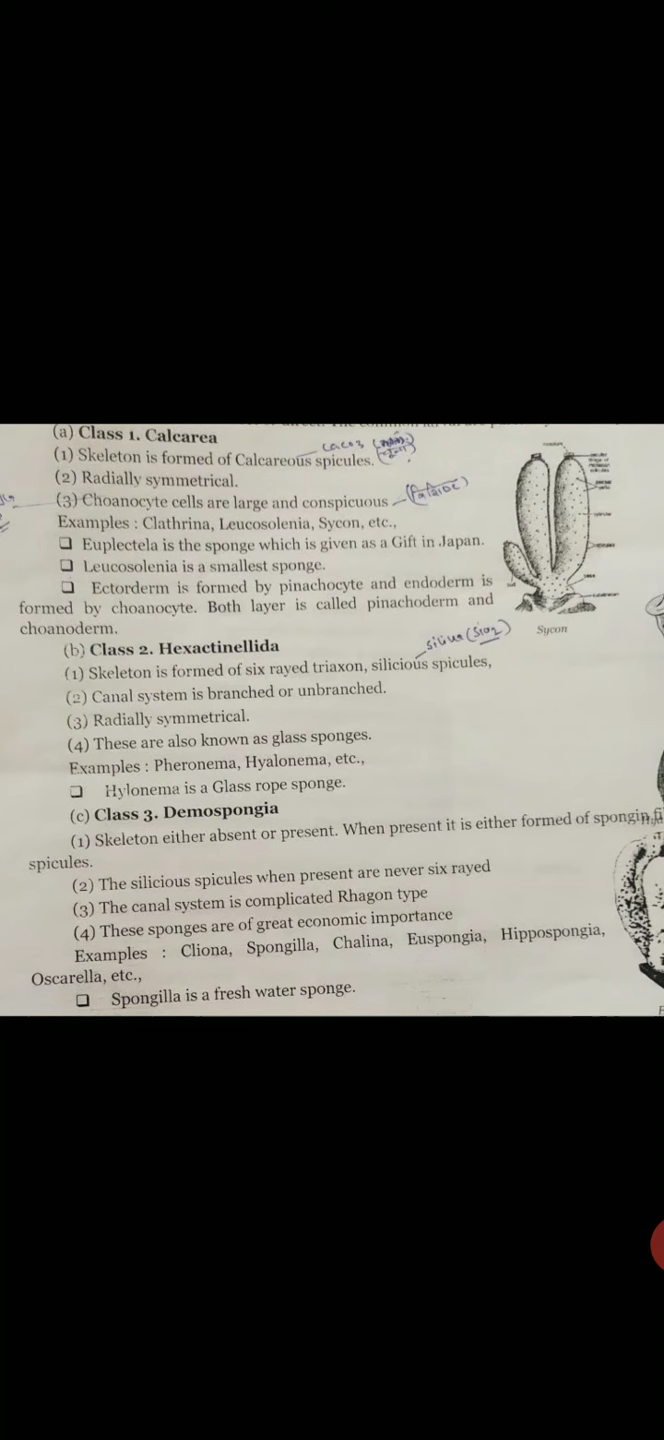 (a) Class 1. Calcarea
CaCO3
(1) Skeleton is formed of Calcareous spicules.
(2) Radially symmetrical.
(3) Choanocyte cells are large and conspicuous
Examples : Clathrina, Leucosolenia, Sycon, etc.,
❑ Euplectela is the sponge which is given as a Gift in Japan.
❑ Leucosolenia is a smallest sponge.
❑ Ectorderm is formed by pinachocyte and endoderm is
formed by choanocyte. Both layer is called pinachoderm and
choanoderm.
Sycon
(b) Class 2. Hexactinellida
(SiO2)
(1) Skeleton is formed of six rayed triaxon, silicious spicules,
(2) Canal system is branched or unbranched.
(3) Radially symmetrical.
(4) These are also known as glass sponges.
Examples : Pheronema, Hyalonema, etc.,
❑ Hylonema is a Glass rope sponge.
(c) Class 3. Demospongia
(1) Skeleton either absent or present. When present it is either formed of spongin
spicules.
(2) The silicious spicules when present are never six rayed
(3) The canal system is complicated Rhagon type
(4) These sponges are of great economic importance
Examples : Cliona, Spongilla, Chalina, Euspongia, Hippospongia,
Oscarella, etc.,
❑ Spongilla is a fresh water sponge.